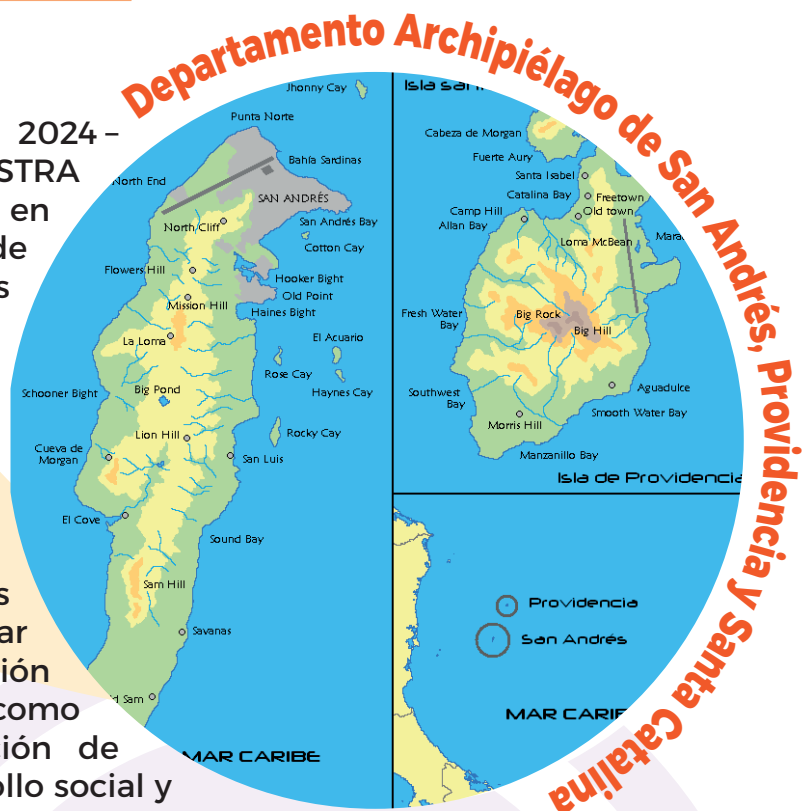 Departamento Archipiélago de San Andrés, Providencia y Santa Catalina
2024 –
STRA
en
de
s
s
ar
ión
como
ión de
ollo social y
Jhonny Cay
Punta Norte
Bahía Sardinas
North End
SAN ANDRÉS
North Cliff
San Andrés Bay
Cotton Cay
Flowers Hill
Hooker Bight
Old Point
Mission Hill
Haines Bight
La Loma
El Acuario
Rose Cay
Schooner Bight
Big Pond
Haynes Cay
Lion Hill
Rocky Cay
Cueva de
Morgan
San Luis
El Cove
Sound Bay
Sam Hill
Savanas
d Sam
MAR CARIBE
Isla san
Cabeza de Morgan
Fuerte Aury
Santa Isabel
Catalina Bay
Freetown
Camp Hill
Old town
Allan Bay
Loma McBean
Mara
Fresh Water
Bay
Big Rock
Big Hill
Southwest
Bay
Aguadulce
Smooth Water Bay
Morris Hill
Manzanillo Bay
Isla de Providencia
Providencia
San Andrés
MAR CARIB